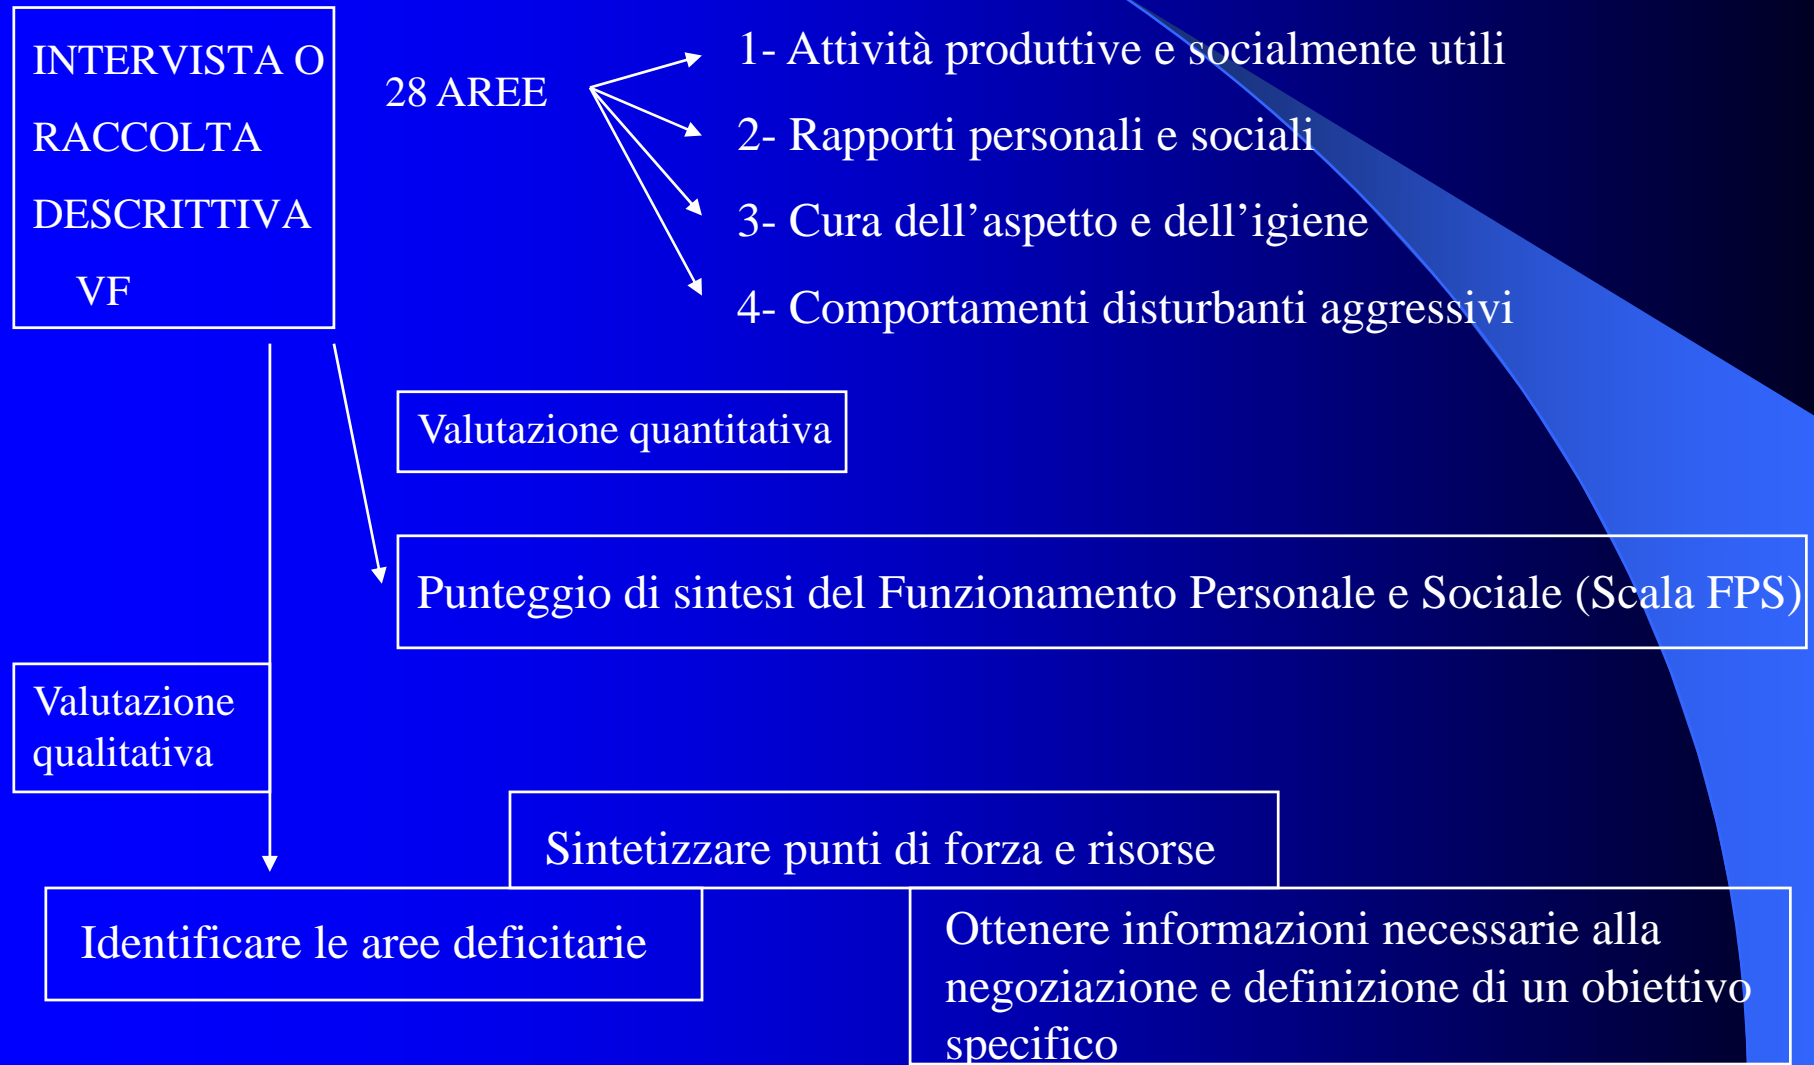 INTERVISTA O
RACCOLTA
DESCRITTIVA
VF
28 AREE
1- Attività produttive e socialmente utili
2- Rapporti personali e sociali
3- Cura dell’aspetto e dell’igiene
4- Comportamenti disturbanti aggressivi
Valutazione quantitativa
Punteggio di sintesi del Funzionamento Personale e Sociale (Scala FPS)
Valutazione
qualitativa
Sintetizzare punti di forza e risorse
Identificare le aree deficitarie
Ottenere informazioni necessarie alla
negoziazione e definizione di un obiettivo
specifico